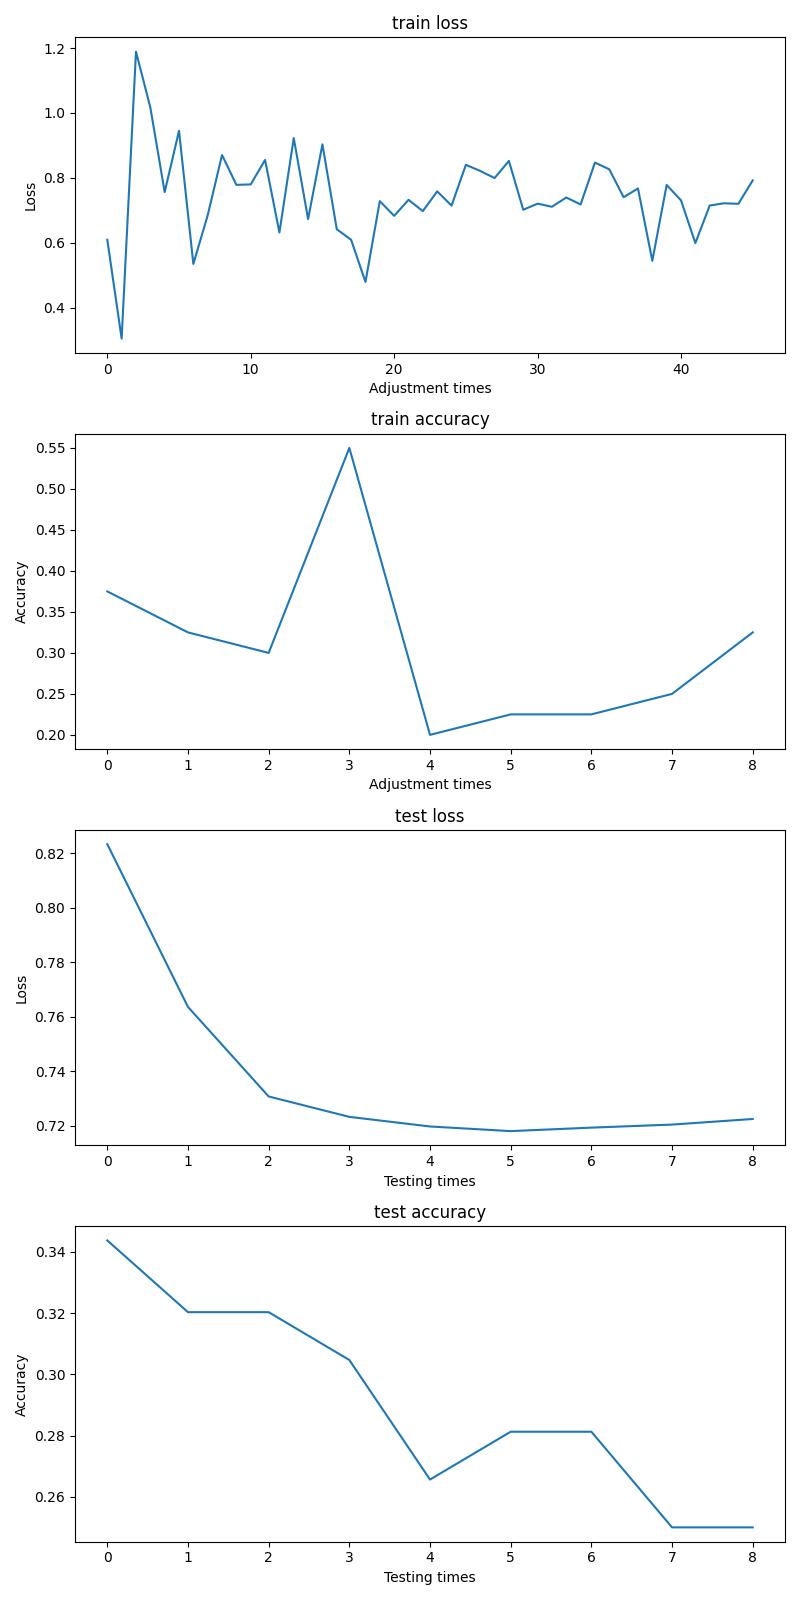 train loss
1.2
1.0
0.8
0.6
0.4
Loss
0 10 20 30 40
Adjustment times
train accuracy
0.55
0.50
0.45
0.40
0.35
0.30
0.25
0.20
Accuracy
0 1 2 3 4 5 6 7 8
Adjustment times
test loss
0.82
0.80
0.78
0.76
0.74
0.72
Loss
0 1 2 3 4 5 6 7 8
Testing times
test accuracy
0.34
0.32
0.30
0.28
0.26
Accuracy
0 1 2 3 4 5 6 7 8
Testing times